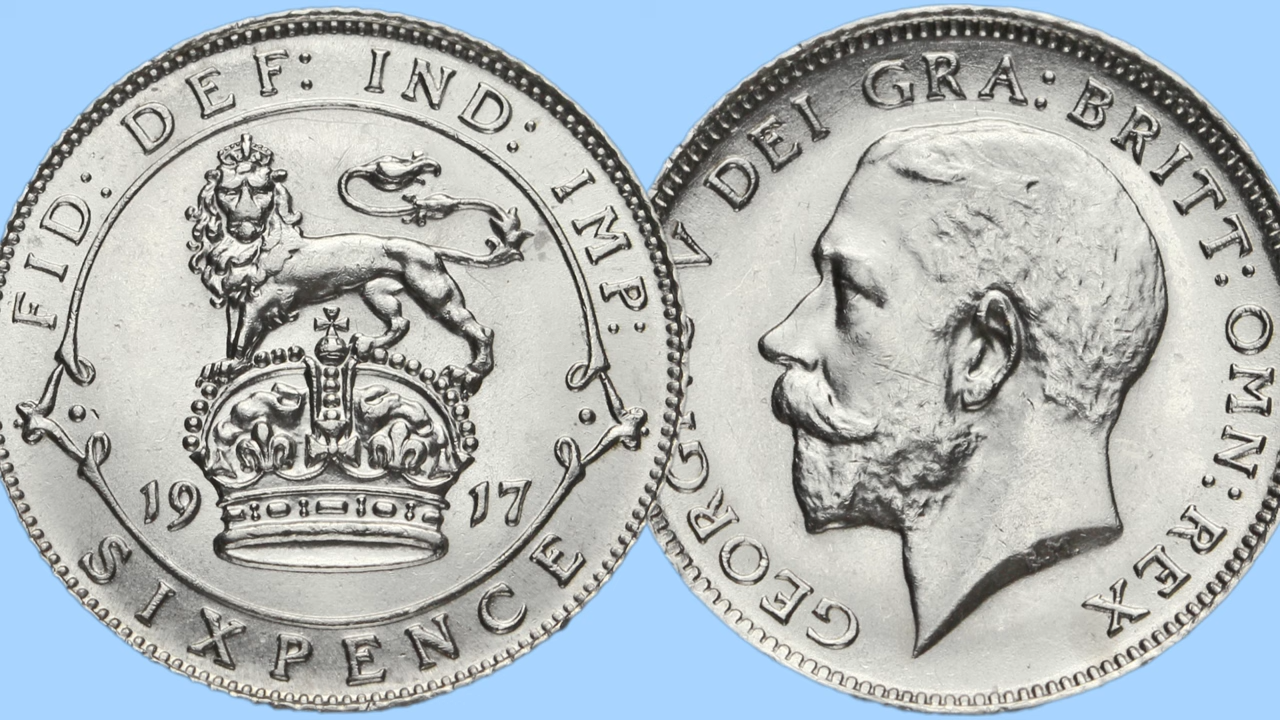 FID: DEF: IND: IMP:
19 17
SIXPENCE
GEORGIVS V DEI GRA: BRITT: OMN: REX